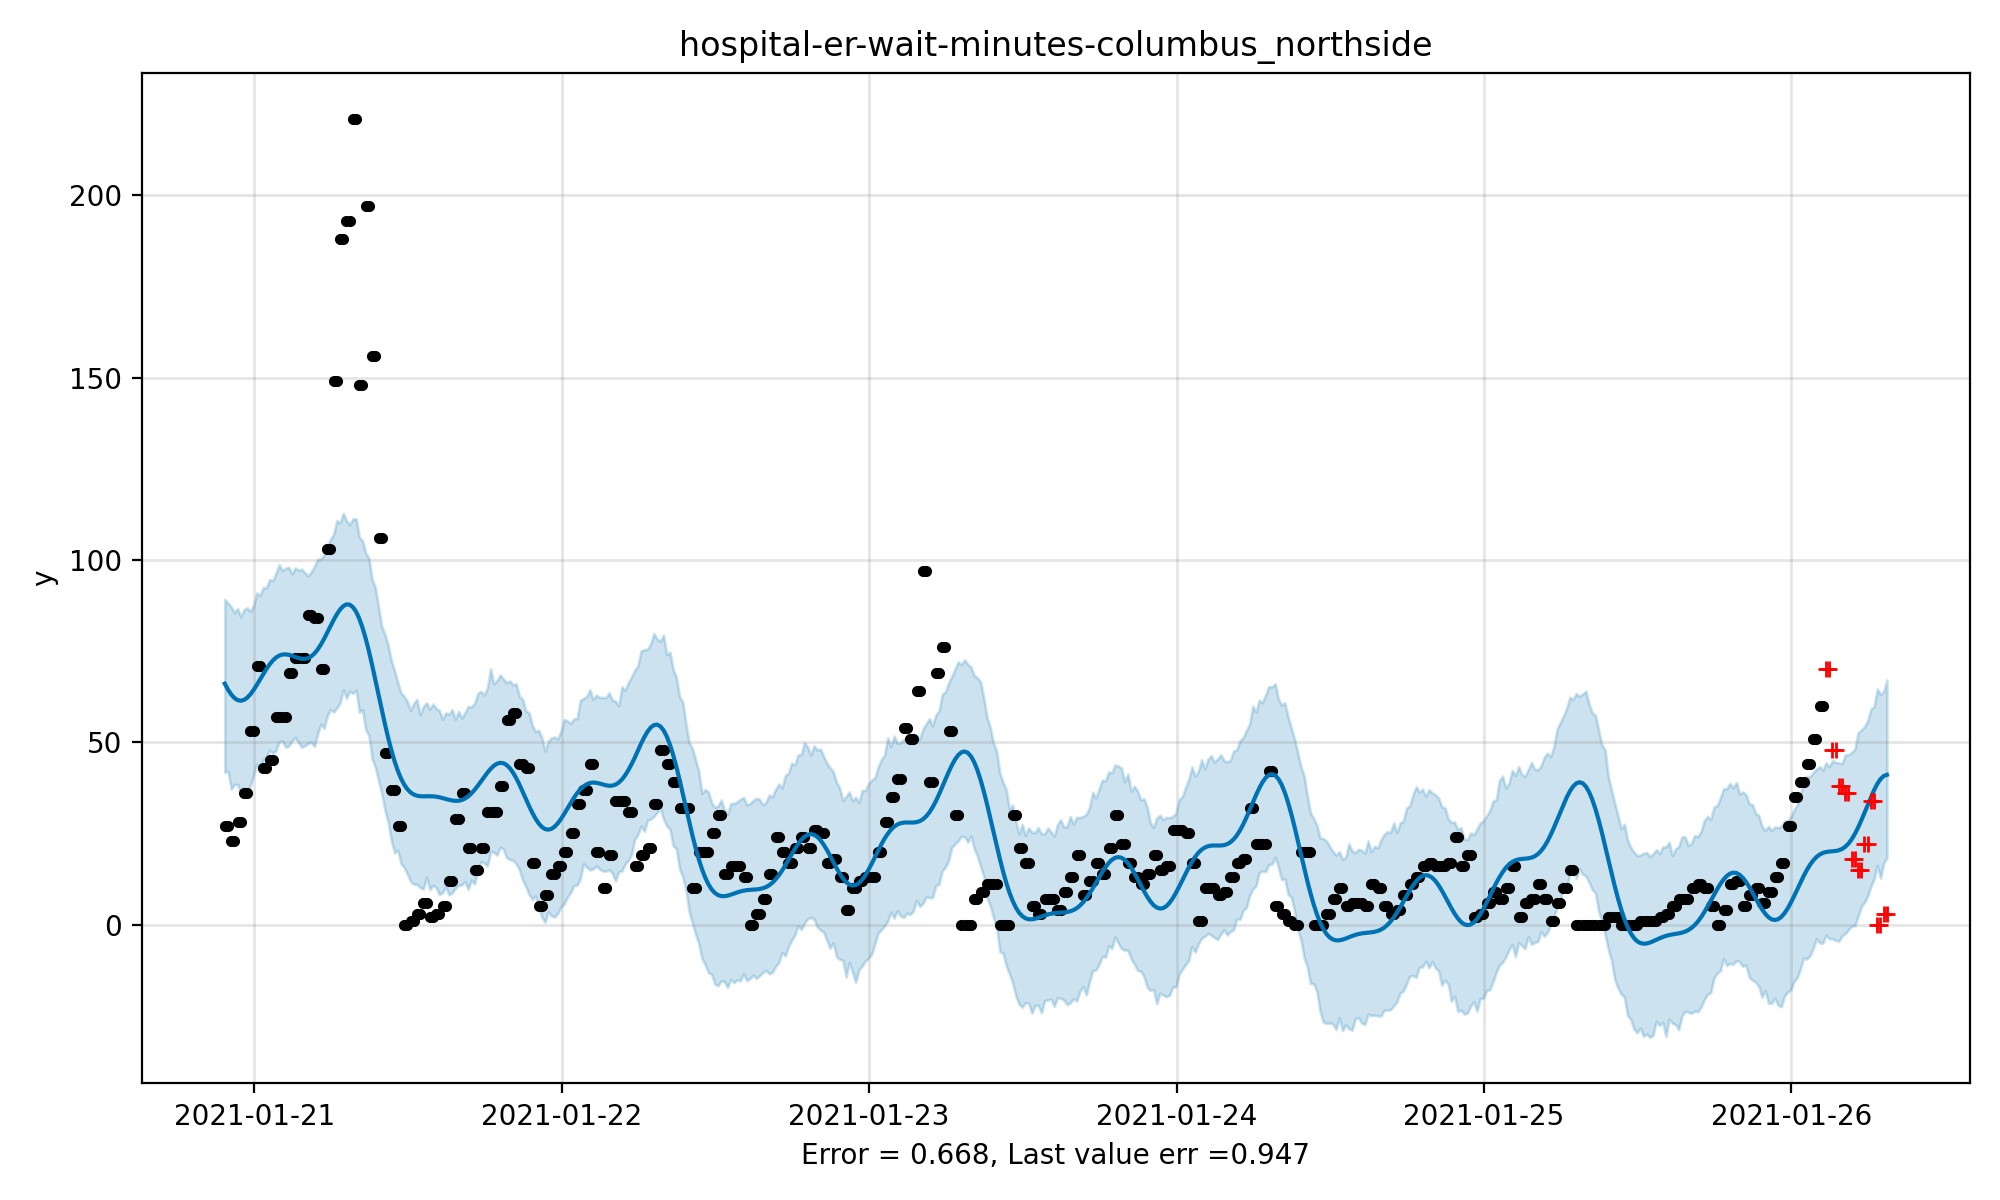 hospital-er-wait-minutes-columbus_northside
y
200
150
100
50
0
2021-01-21 2021-01-22 2021-01-23 2021-01-24 2021-01-25 2021-01-26
Error = 0.668, Last value err =0.947